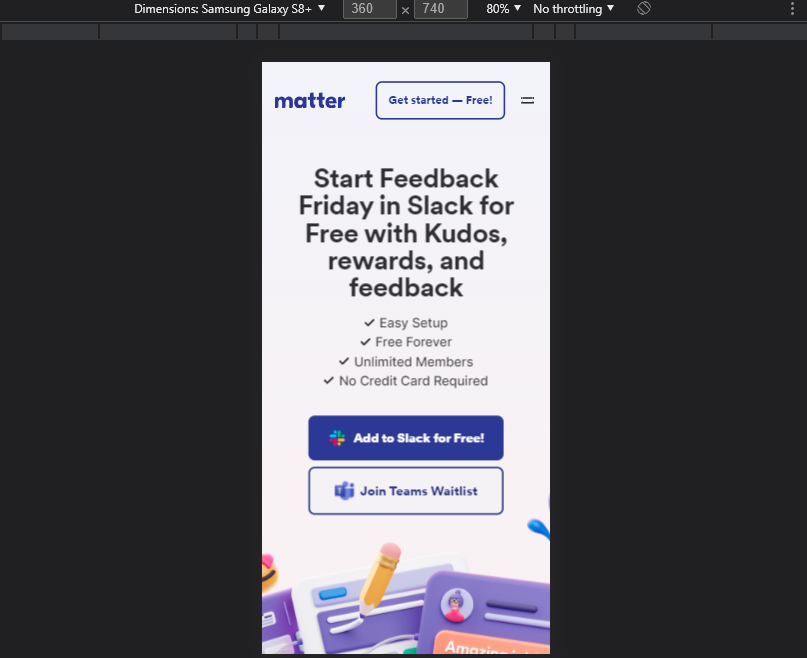 Dimensions: Samsung Galaxy S8+ 360 × 740 80% No throttling
matter
Get started — Free!
Start Feedback
Friday in Slack for
Free with Kudos,
rewards, and
feedback
Easy Setup
Free Forever
Unlimited Members
No Credit Card Required
Add to Slack for Free!
Join Teams Waitlist
Amazing